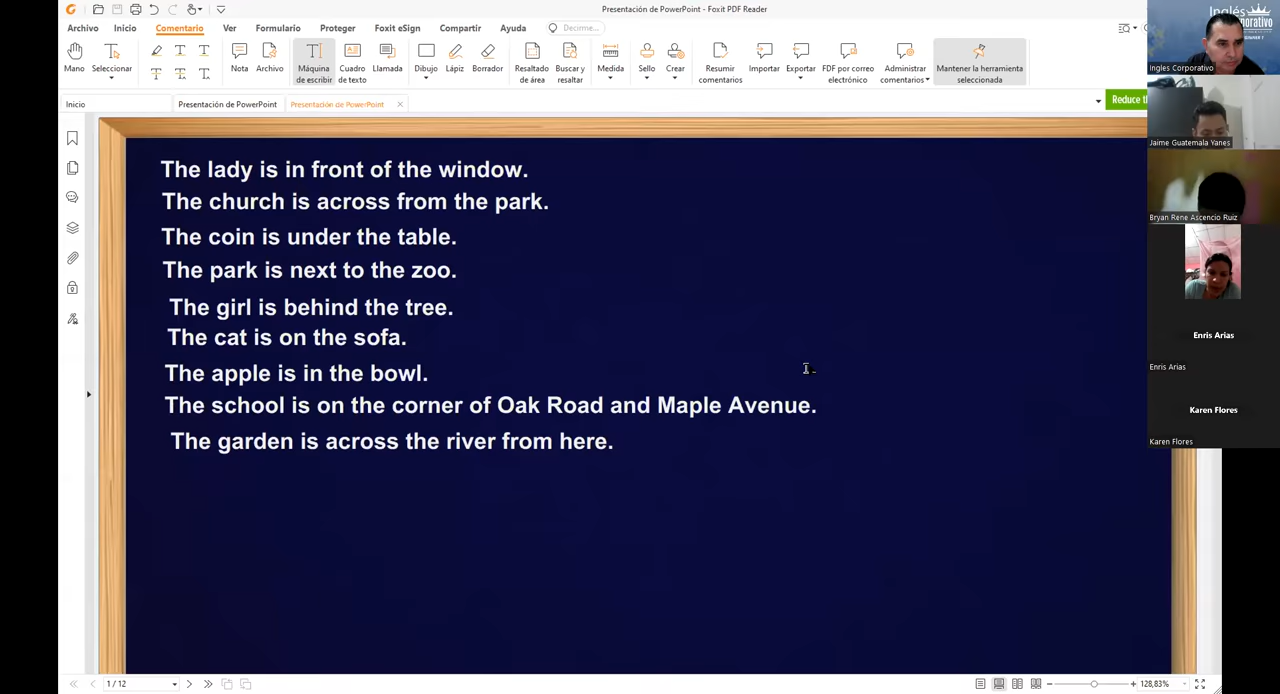 Presentación de PowerPoint - Foxit PDF Reader
Archivo Inicio Comentario Ver Formulario Proteger Foxit eSign Compartir Ayuda Decirme...
Mano Seleccionar Nota Archivo Máquina de escribir Cuadro de texto Llamada Dibujo Lápiz Borrador Resaltado de área Buscar y resaltar Medida Sello Crear Resumir comentarios Importar Exportar FDF por correo electrónico Administrar comentarios Mantener la herramienta seleccionada
Inicio Presentación de PowerPoint Presentación de PowerPoint
Reduce th
The lady is in front of the window.
The church is across from the park.
The coin is under the table.
The park is next to the zoo.
The girl is behind the tree.
The cat is on the sofa.
The apple is in the bowl.
The school is on the corner of Oak Road and Maple Avenue.
The garden is across the river from here.
Inglés
Ingles Corporativo
Jaime Guatemala Yanes
Bryan Rene Ascencio Ruiz
Enris Arias
Enris Arias
Karen Flores
Karen Flores
1 / 12
128,83%